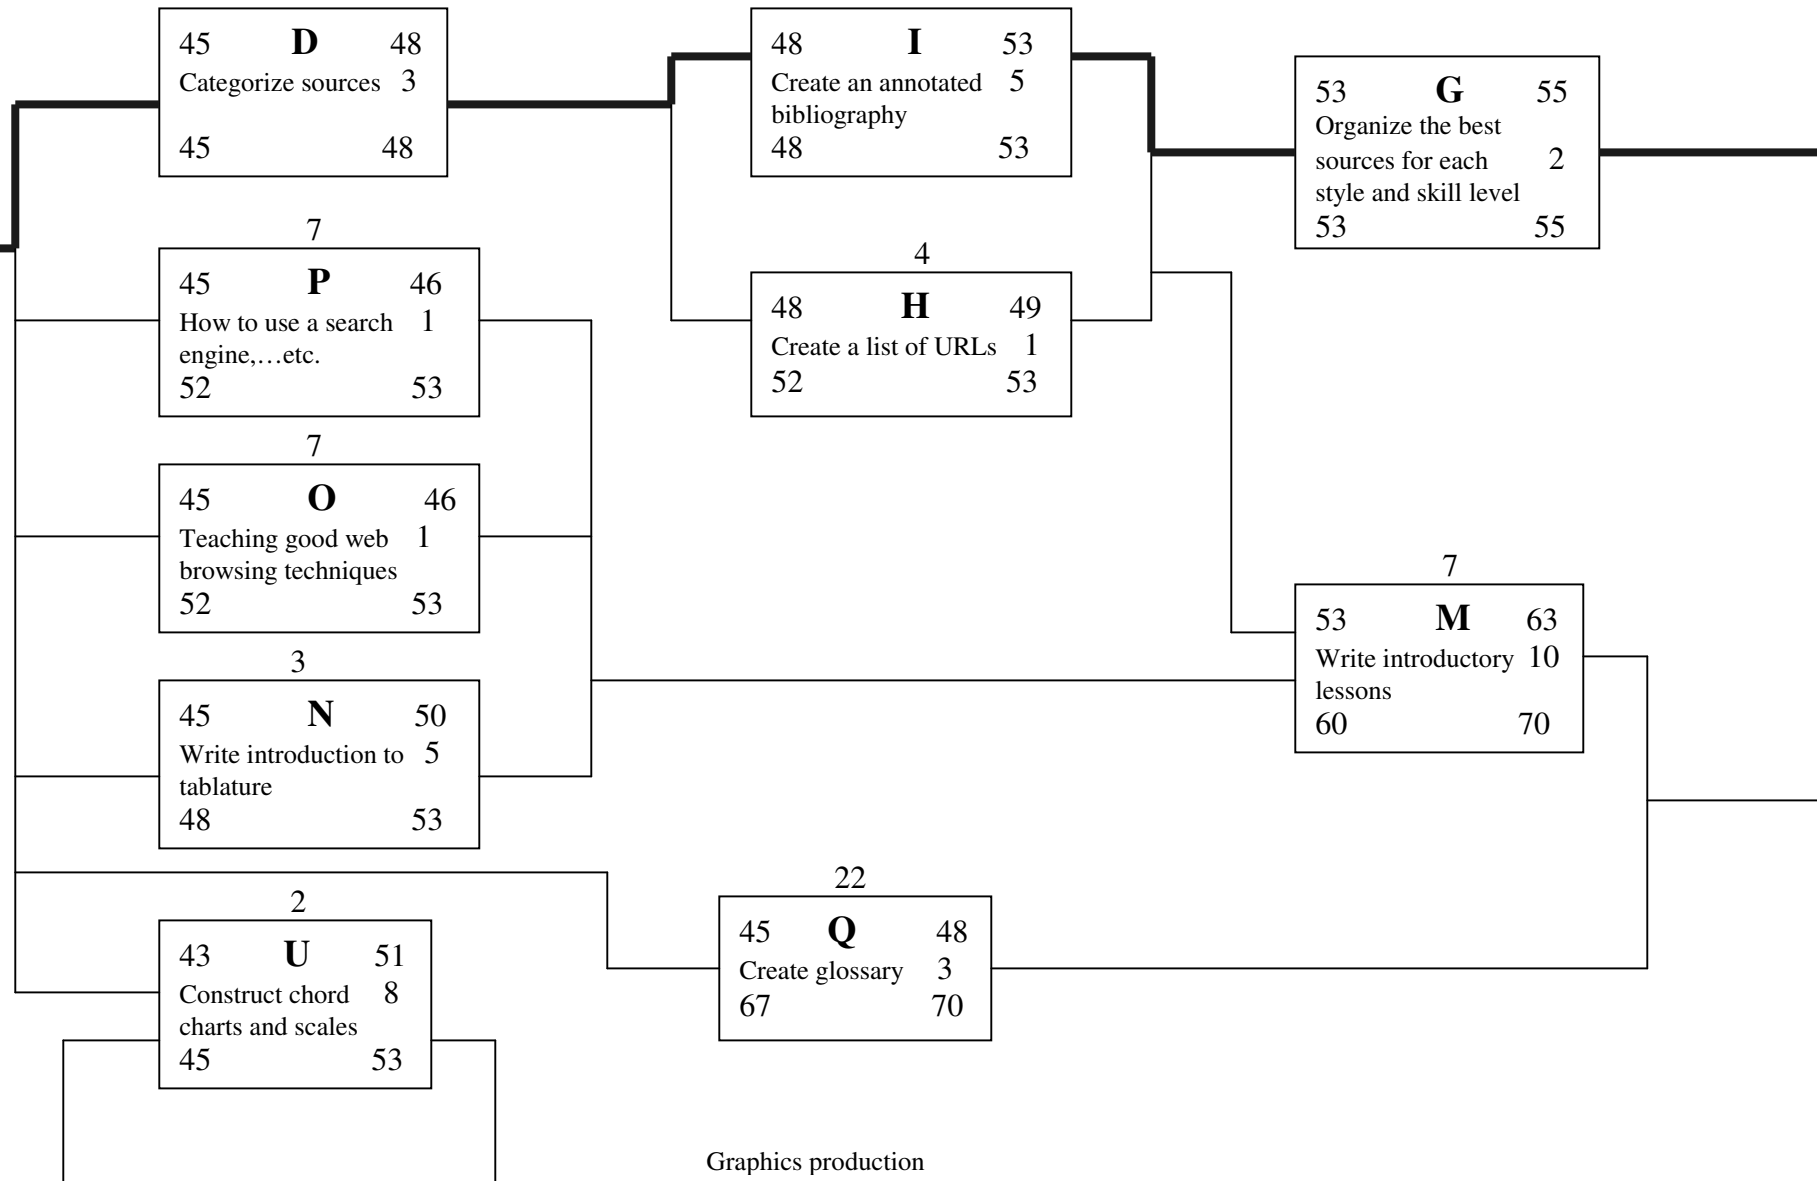 45 D 48
Categorize sources 3
45 48
48 I 53
Create an annotated 5
bibliography
48 53
53 G 55
Organize the best
sources for each 2
style and skill level
53 55
7
45 P 46
How to use a search 1
engine,…etc.
52 53
4
48 H 49
Create a list of URLs 1
52 53
7
45 O 46
Teaching good web 1
browsing techniques
52 53
7
53 M 63
Write introductory 10
lessons
60 70
3
45 N 50
Write introduction to 5
tablature
48 53
22
45 Q 48
Create glossary 3
67 70
2
43 U 51
Construct chord 8
charts and scales
45 53
Graphics production